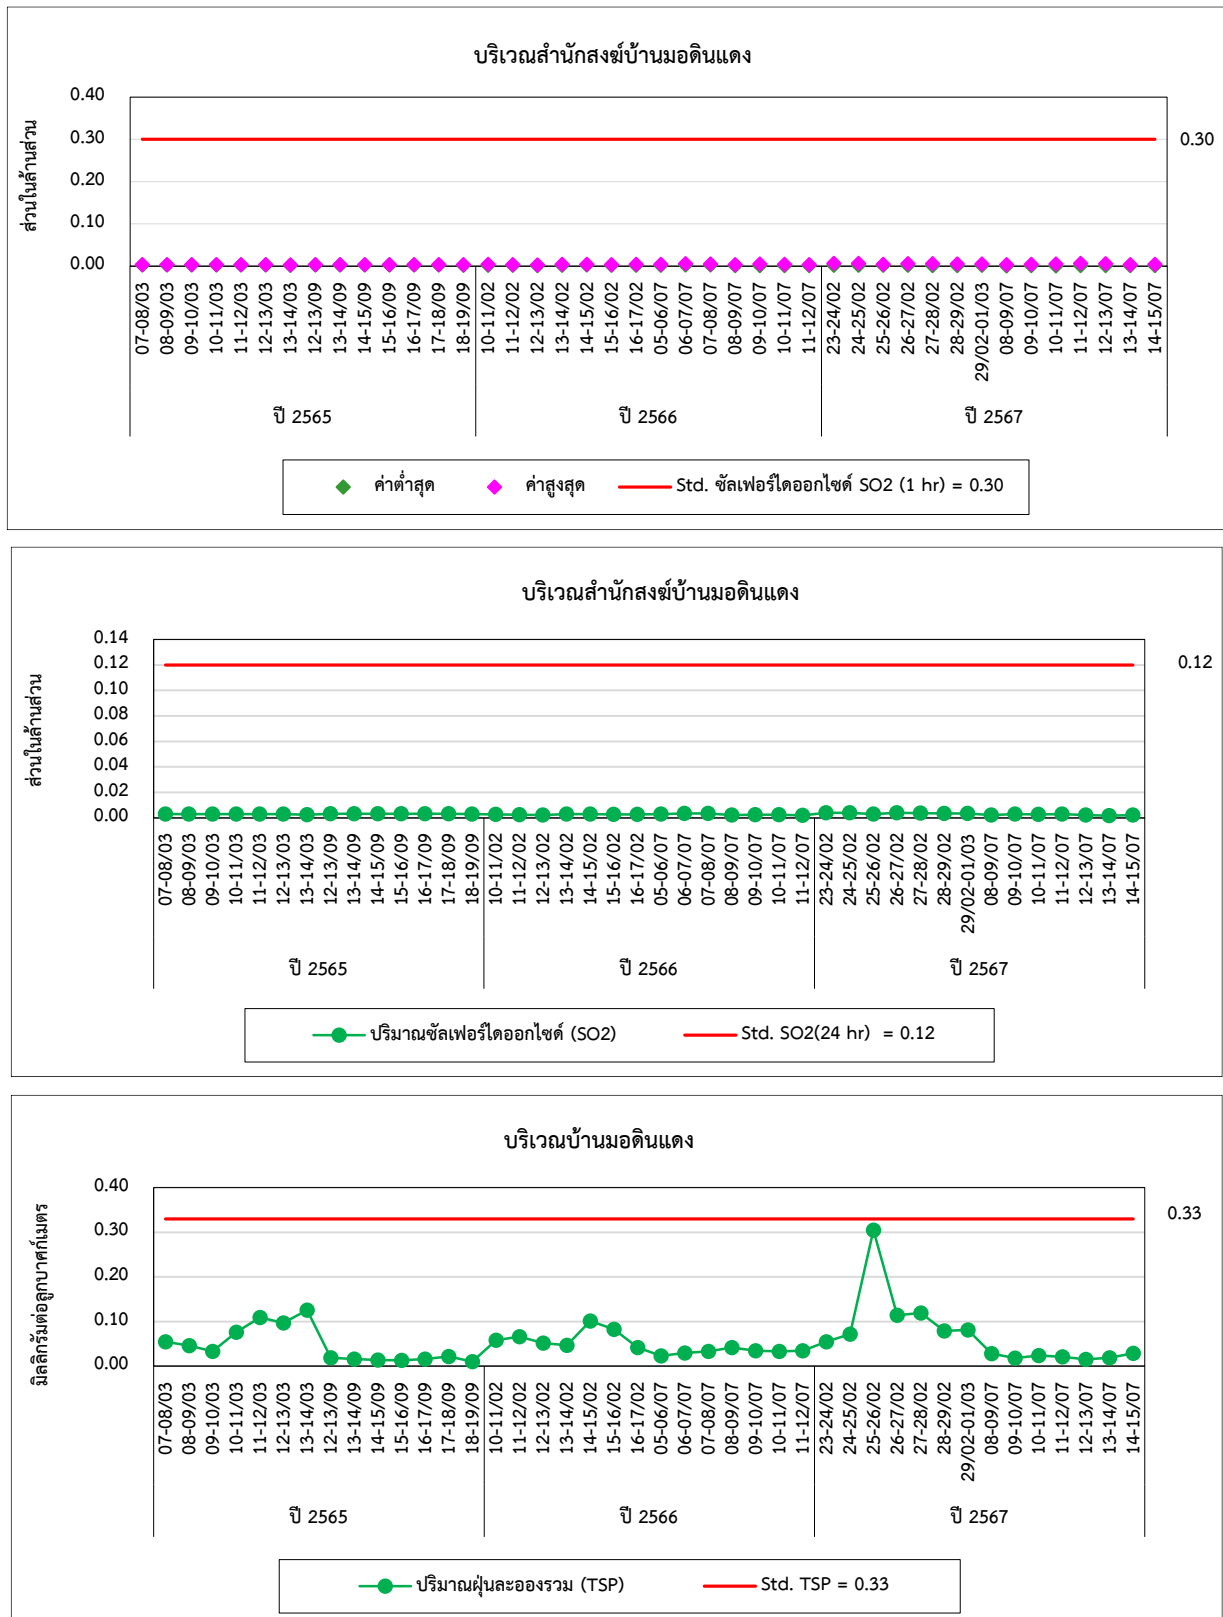 บริเวณสำนักสงฆ์บ้านมอดินแดง
ส่วนในล้านส่วน
0.40
0.30
0.20
0.10
0.00
0.30
07-08/03 08-09/03 09-10/03 10-11/03 11-12/03 12-13/03 13-14/03 12-13/09 13-14/09 14-15/09 15-16/09 16-17/09 17-18/09 18-19/09 10-11/02 11-12/02 12-13/02 13-14/02 14-15/02 15-16/02 16-17/02 05-06/07 06-07/07 07-08/07 08-09/07 09-10/07 10-11/07 11-12/07 23-24/02 24-25/02 25-26/02 26-27/02 27-28/02 28-29/02 29/02-01/03 08-09/07 09-10/07 10-11/07 11-12/07 12-13/07 13-14/07 14-15/07
ปี 2565 ปี 2566 ปี 2567
ค่าต่ำสุด ค่าสูงสุด Std. ซัลเฟอร์ไดออกไซด์ SO2 (1 hr) = 0.30
บริเวณสำนักสงฆ์บ้านมอดินแดง
ส่วนในล้านส่วน
0.14
0.12
0.10
0.08
0.06
0.04
0.02
0.00
0.12
07-08/03 08-09/03 09-10/03 10-11/03 11-12/03 12-13/03 13-14/03 12-13/09 13-14/09 14-15/09 15-16/09 16-17/09 17-18/09 18-19/09 10-11/02 11-12/02 12-13/02 13-14/02 14-15/02 15-16/02 16-17/02 05-06/07 06-07/07 07-08/07 08-09/07 09-10/07 10-11/07 11-12/07 23-24/02 24-25/02 25-26/02 26-27/02 27-28/02 28-29/02 29/02-01/03 08-09/07 09-10/07 10-11/07 11-12/07 12-13/07 13-14/07 14-15/07
ปี 2565 ปี 2566 ปี 2567
ปริมาณซัลเฟอร์ไดออกไซด์ (SO2) Std. SO2(24 hr) = 0.12
บริเวณบ้านมอดินแดง
มิลลิกรัมต่อลูกบาศก์เมตร
0.40
0.30
0.20
0.10
0.00
0.33
07-08/03 08-09/03 09-10/03 10-11/03 11-12/03 12-13/03 13-14/03 12-13/09 13-14/09 14-15/09 15-16/09 16-17/09 17-18/09 18-19/09 10-11/02 11-12/02 12-13/02 13-14/02 14-15/02 15-16/02 16-17/02 05-06/07 06-07/07 07-08/07 08-09/07 09-10/07 10-11/07 11-12/07 23-24/02 24-25/02 25-26/02 26-27/02 27-28/02 28-29/02 29/02-01/03 08-09/07 09-10/07 10-11/07 11-12/07 12-13/07 13-14/07 14-15/07
ปี 2565 ปี 2566 ปี 2567
ปริมาณฝุ่นละอองรวม (TSP) Std. TSP = 0.33